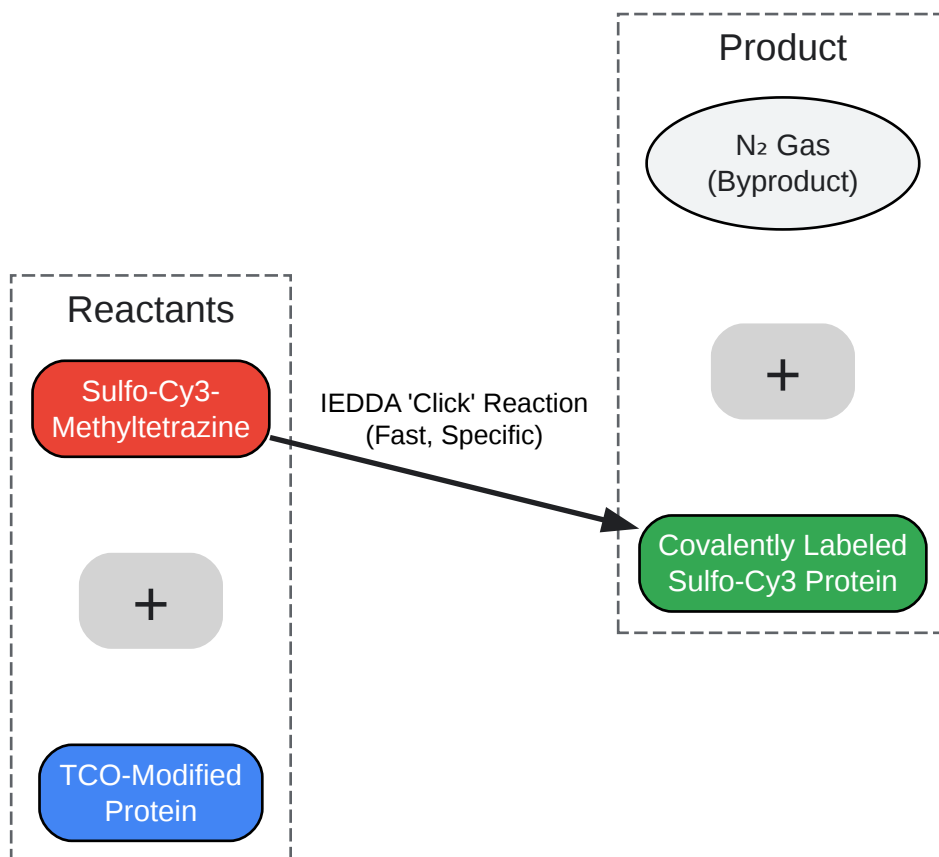 Reactants
Sulfo-Cy3-
Methyltetrazine
+
TCO-Modified
Protein
IEDDA 'Click' Reaction
(Fast, Specific)
Product
N₂ Gas
(Byproduct)
+
Covalently Labeled
Sulfo-Cy3 Protein